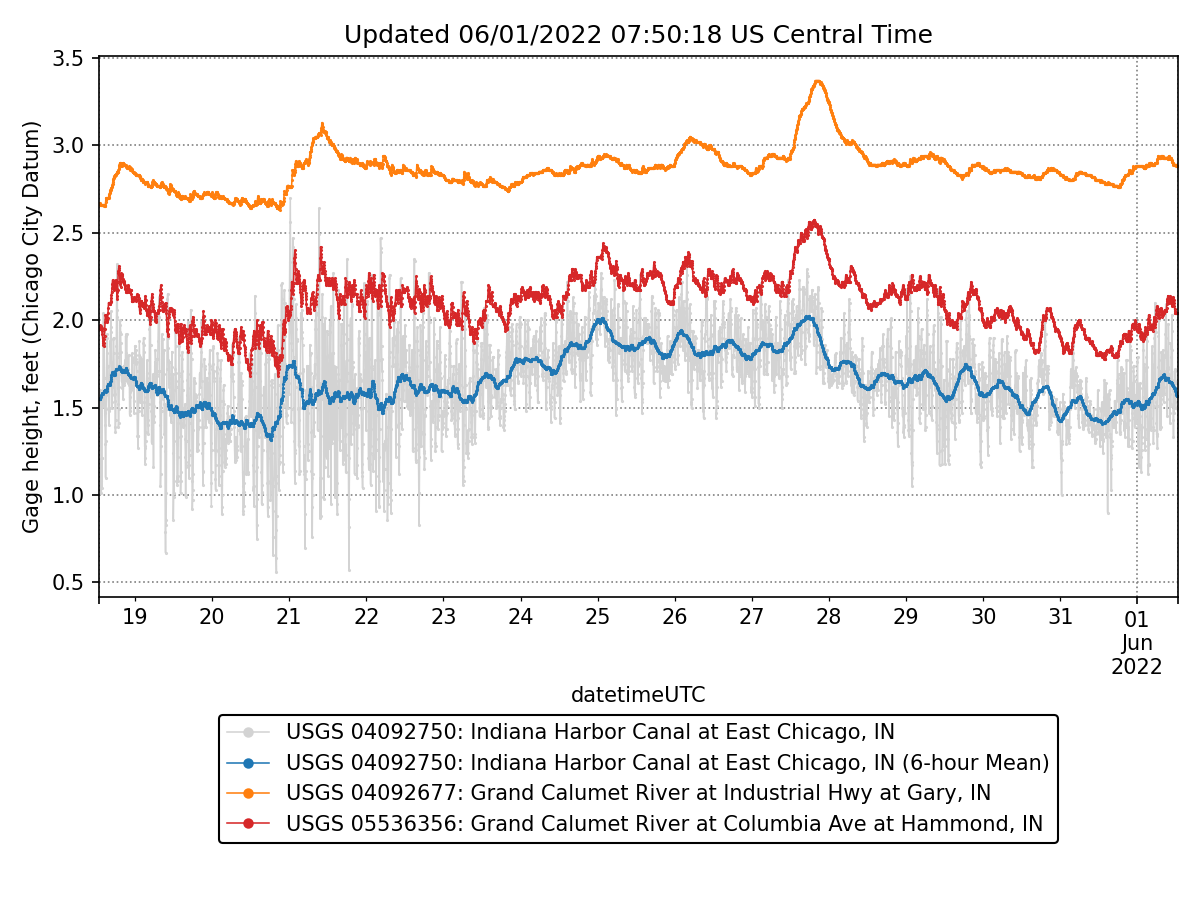 Updated 06/01/2022 07:50:18 US Central Time
Gage height, feet (Chicago City Datum)
3.5
3.0
2.5
2.0
1.5
1.0
0.5
19 20 21 22 23 24 25 26 27 28 29 30 31 01
Jun
2022
datetimeUTC
USGS 04092750: Indiana Harbor Canal at East Chicago, IN
USGS 04092750: Indiana Harbor Canal at East Chicago, IN (6-hour Mean)
USGS 04092677: Grand Calumet River at Industrial Hwy at Gary, IN
USGS 05536356: Grand Calumet River at Columbia Ave at Hammond, IN